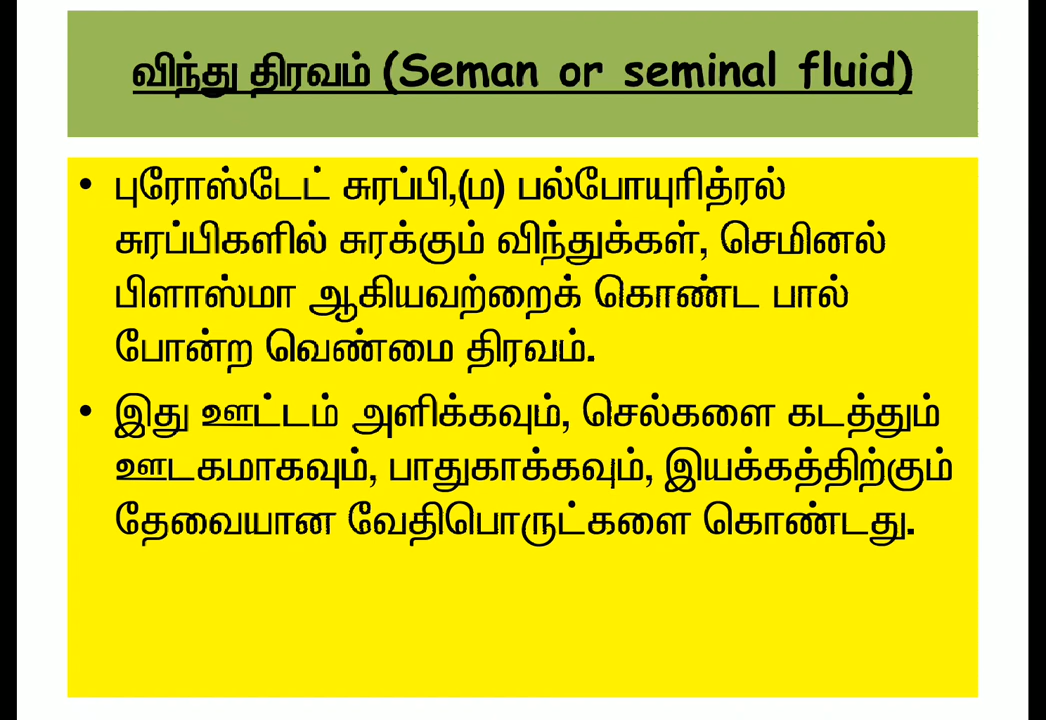 விந்து திரவம் (Seman or seminal fluid)
• புரோஸ்டேட் சுரப்பி,(ம) பல்போயுரித்ரல்
சுரப்பிகளில் சுரக்கும் விந்துக்கள், செமினல்
பிளாஸ்மா ஆகியவற்றைக் கொண்ட பால்
போன்ற வெண்மை திரவம்.
• இது ஊட்டம் அளிக்கவும், செல்களை கடத்தும்
ஊடகமாகவும், பாதுகாக்கவும், இயக்கத்திற்கும்
தேவையான வேதிபொருட்களை கொண்டது.